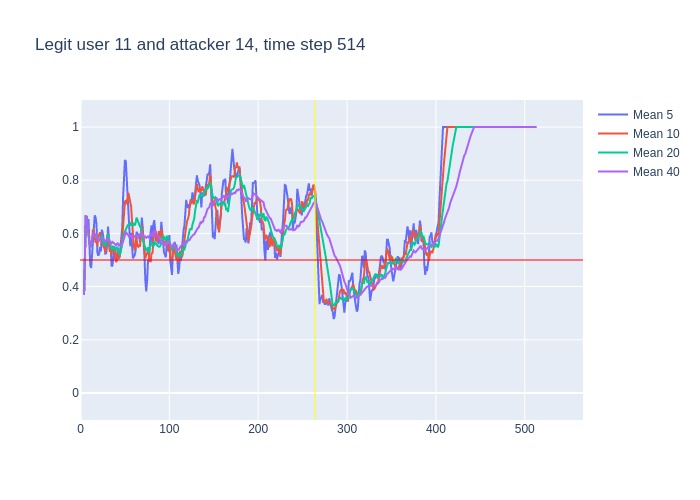 Legit user 11 and attacker 14, time step 514
Mean 5
Mean 10
Mean 20
Mean 40
1
0.8
0.6
0.4
0.2
0
0 100 200 300 400 500